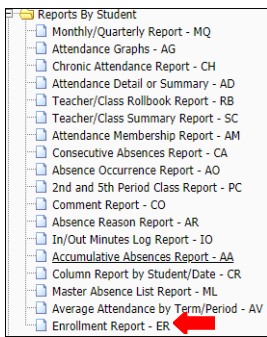 Reports By Student
Monthly/Quarterly Report - MQ
Attendance Graphs - AG
Chronic Attendance Report - CH
Attendance Detail or Summary - AD
Teacher/Class Rollbook Report - RB
Teacher/Class Summary Report - SC
Attendance Membership Report - AM
Consecutive Absences Report - CA
Absence Occurrence Report - AO
2nd and 5th Period Class Report - PC
Comment Report - CO
Absence Reason Report - AR
In/Out Minutes Log Report - IO
Accumulative Absences Report - AA
Column Report by Student/Date - CR
Master Absence List Report - ML
Average Attendance by Term/Period - AV
Enrollment Report - ER